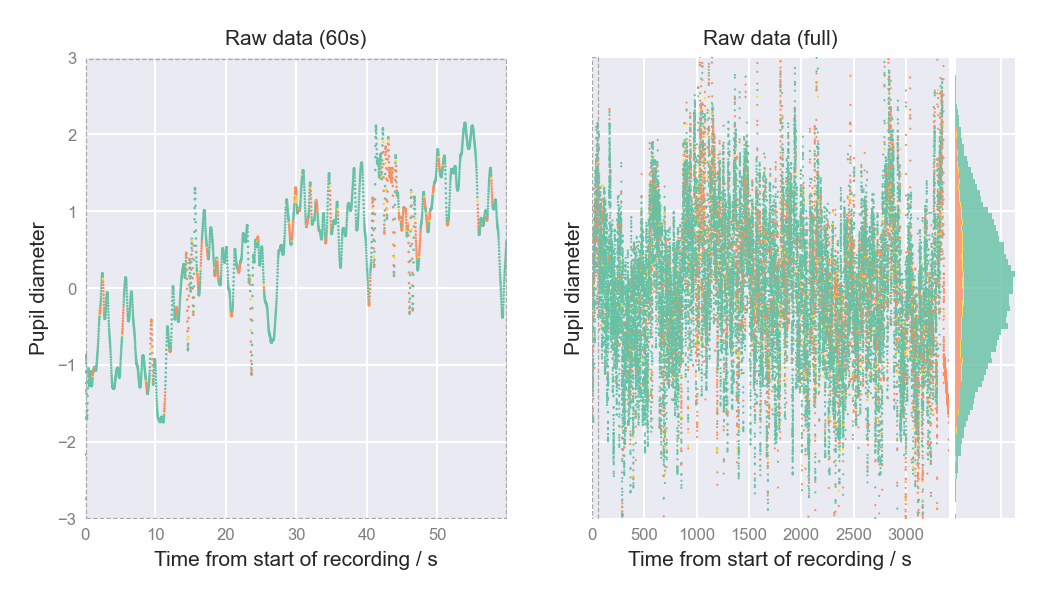 Raw data (60s)
3
2
1
0
−1
−2
−3
Pupil diameter
0 10 20 30 40 50
Time from start of recording / s
Raw data (full)
Pupil diameter
0 500 1000 1500 2000 2500 3000
Time from start of recording / s